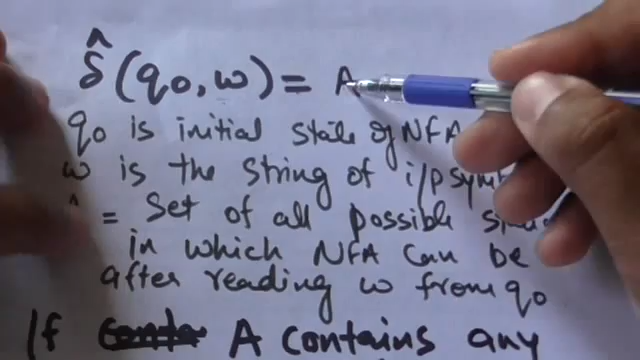 δ̂(q0, w) = A
q0 is initial state of NFA
w is the string of i/p symb
= Set of all possible
in which NFA can be
after reading w from q0
If A contains any